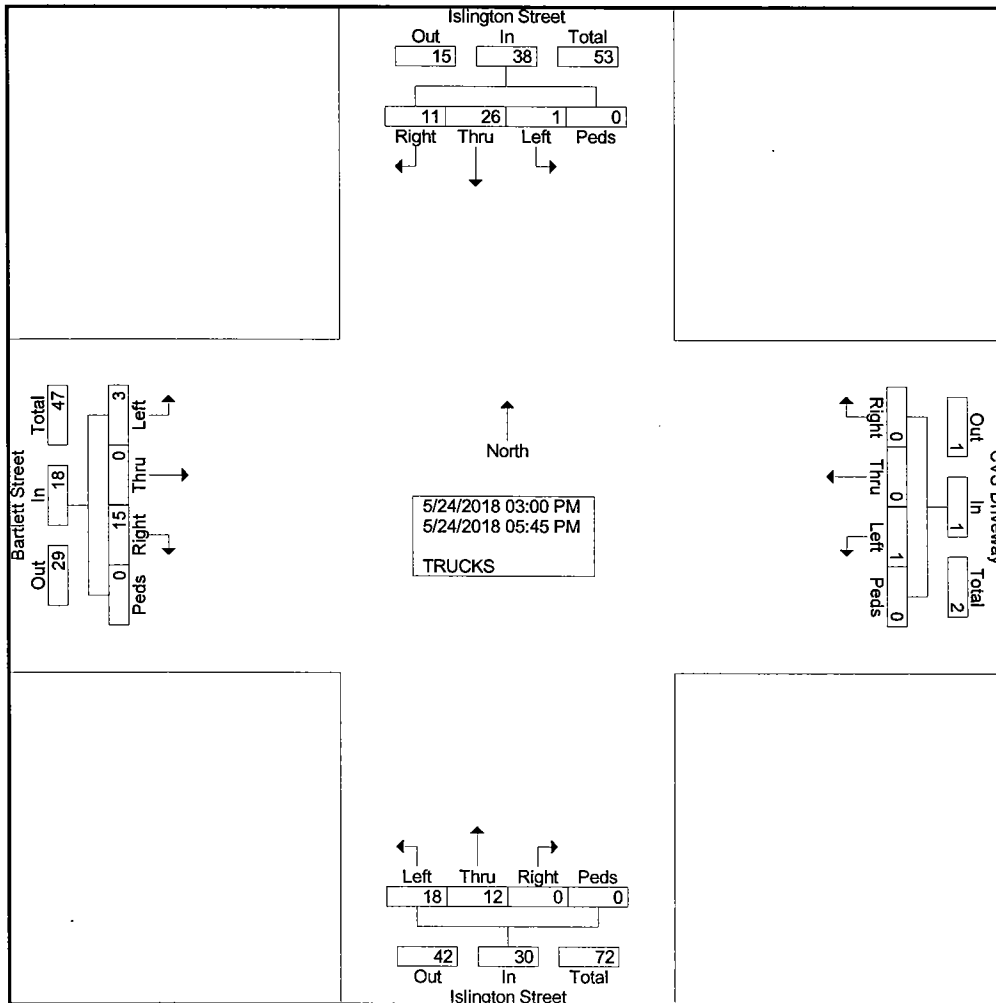 Islington Street
Out In Total
15 38 53
11 26 1 0
Right Thru Left Peds
Bartlett Street
Total In Out
47 18 29
3 0 15 0
Left Thru Right Peds
North
5/24/2018 03:00 PM
5/24/2018 05:45 PM
TRUCKS
Right Thru Left Peds
0 0 1 0
Out In Total
1 1 2
Driveway
Left Thru Right Peds
18 12 0 0
42 30 72
Out In Total
Islington Street